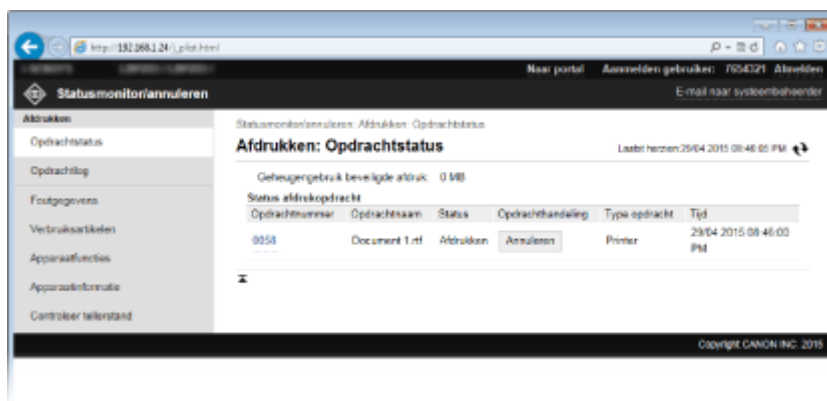 http://192.168.1.24/j_plist.html
Naar portal Aanmelden gebruiker: 7654321 Afmelden
Statusmonitor/annuleren
E-mail naar systeembeheerder
Afdrukken
Opdrachtstatus
Opdrachtlog
Foutgegevens
Verbruiksartikelen
Apparaatfuncties
Apparaatinformatie
Controleer tellerstand
Statusmonitor/annuleren: Afdrukken: Opdrachtstatus
Afdrukken: Opdrachtstatus
Laatst herzien:29/04 2015 08:46:05 PM
Geheugengebruik beveiligde afdruk: 0 MB
Status afdrukopdracht
Opdrachtnummer Opdrachtnaam Status Opdrachthandeling Type opdracht Tijd
0058 Document 1.rtf Afdrukken Annuleren Printer 29/04 2015 08:46:03
PM
Copyright CANON INC. 2015